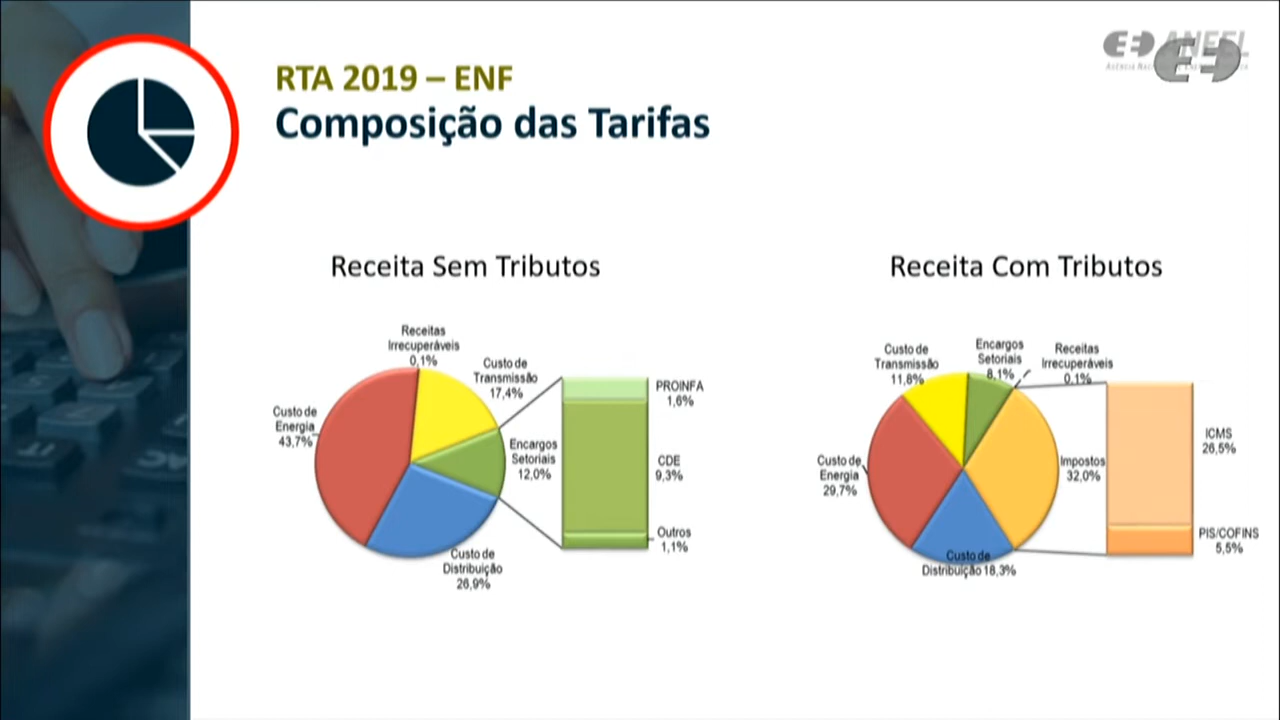 ANEEL
RTA 2019 – ENF
Composição das Tarifas
Receita Sem Tributos
Receitas
Irrecuperáveis
0,1%
Custo de
Transmissão
17,4%
Custo de
Energia
43,7%
Encargos
Setoriais
12,0%
Custo de
Distribuição
26,9%
PROINFA
1,6%
CDE
9,3%
Outros
1,1%
Receita Com Tributos
Custo de
Transmissão
11,8%
Encargos
Setoriais
8,1%
Receitas
Irrecuperáveis
0,1%
Custo de
Energia
29,7%
Impostos
32,0%
Custo de
Distribuição 18,3%
ICMS
26,5%
PIS/COFINS
5,5%